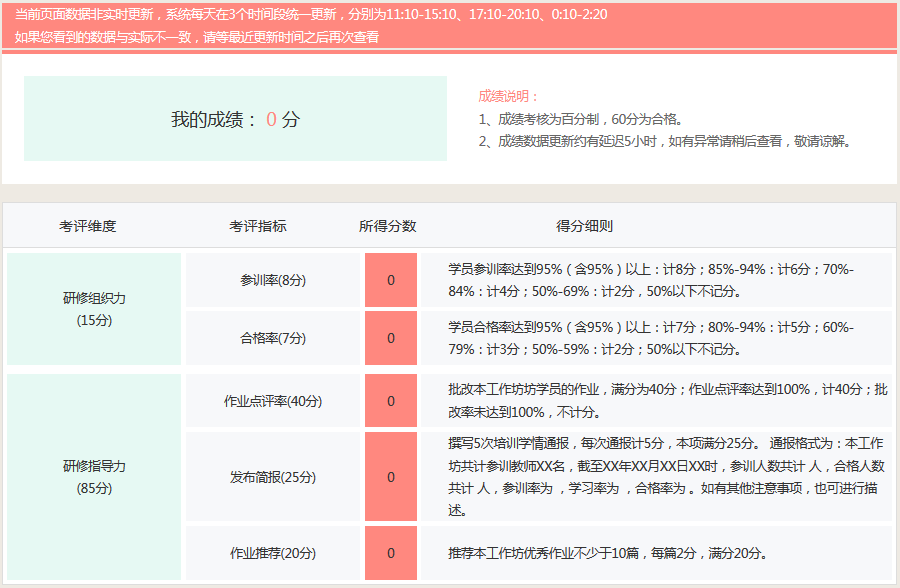 当前页面数据非实时更新，系统每天在3个时间段统一更新，分别为11:10-15:10、17:10-20:10、0:10-2:20
如果您看到的数据与实际不一致，请等最近更新时间之后再次查看
我的成绩： 0 分
成绩说明：
1、成绩考核为百分制，60分为合格。
2、成绩数据更新约有延迟5小时，如有异常请稍后查看，敬请谅解。
考评维度 考评指标 所得分数 得分细则
研修组织力
(15分)
参训率(8分) 0
学员参训率达到95%（含95%）以上：计8分；85%-94%：计6分；70%-
84%：计4分；50%-69%：计2分，50%以下不记分。
合格率(7分) 0
学员合格率达到95%（含95%）以上：计7分；80%-94%：计5分；60%-
79%：计3分；50%-59%：计2分；50%以下不记分。
研修指导力
(85分)
作业点评率(40分) 0
批改本工作坊坊学员的作业，满分为40分；作业点评率达到100%，计40分；批
改率未达到100%，不计分。
发布简报(25分) 0
撰写5次培训学情通报，每次通报计5分，本项满分25分。 通报格式为：本工作
坊共计参训教师XX名，截至XX年XX月XX日XX时，参训人数共计 人，合格人数
共计 人，参训率为 ，学习率为 ，合格率为 。如有其他注意事项，也可进行描
述。
作业推荐(20分) 0
推荐本工作坊优秀作业不少于10篇，每篇2分，满分20分。